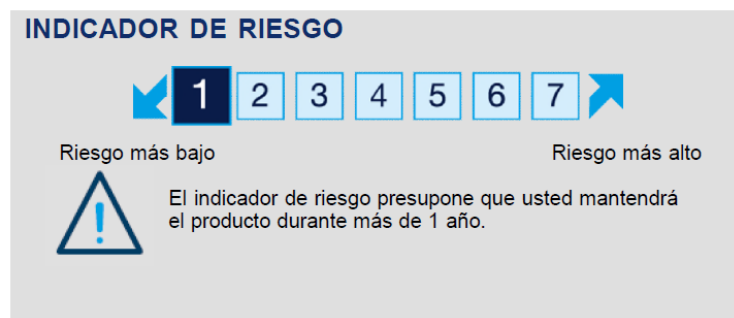 INDICADOR DE RIESGO
1 2 3 4 5 6 7
Riesgo más bajo Riesgo más alto
!
El indicador de riesgo presupone que usted mantendrá
el producto durante más de 1 año.